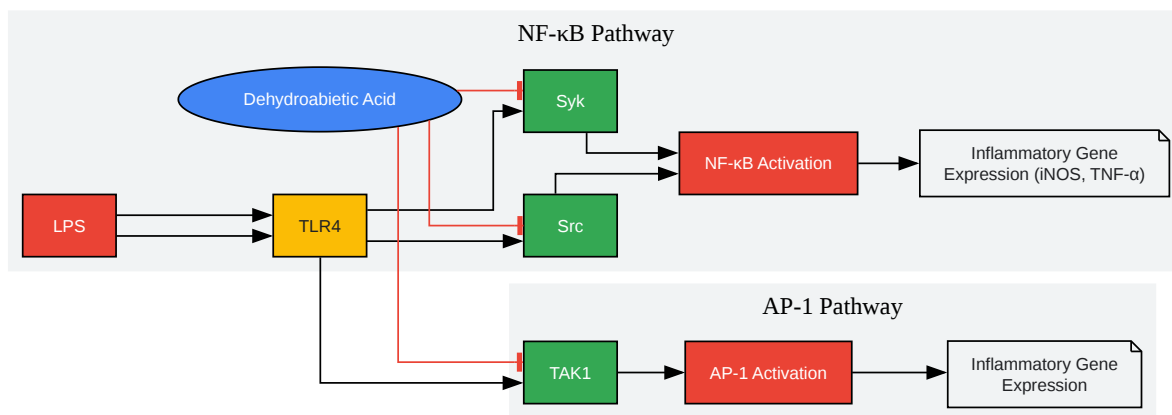 NF-κB Pathway
Dehydroabietic Acid
Syk
NF-κB Activation
Inflammatory Gene
Expression (iNOS, TNF-α)
LPS
TLR4
Src
AP-1 Pathway
TAK1
AP-1 Activation
Inflammatory Gene
Expression